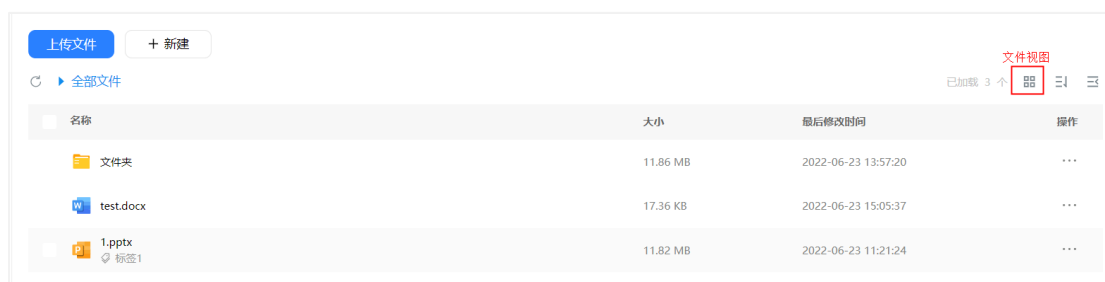 上传文件 + 新建
文件视图
全部文件 已加载 3 个
名称 大小 最后修改时间 操作
文件夹 11.86 MB 2022-06-23 13:57:20 ···
test.docx 17.36 KB 2022-06-23 15:05:37 ···
1.pptx 11.82 MB 2022-06-23 11:21:24 ···
标签1